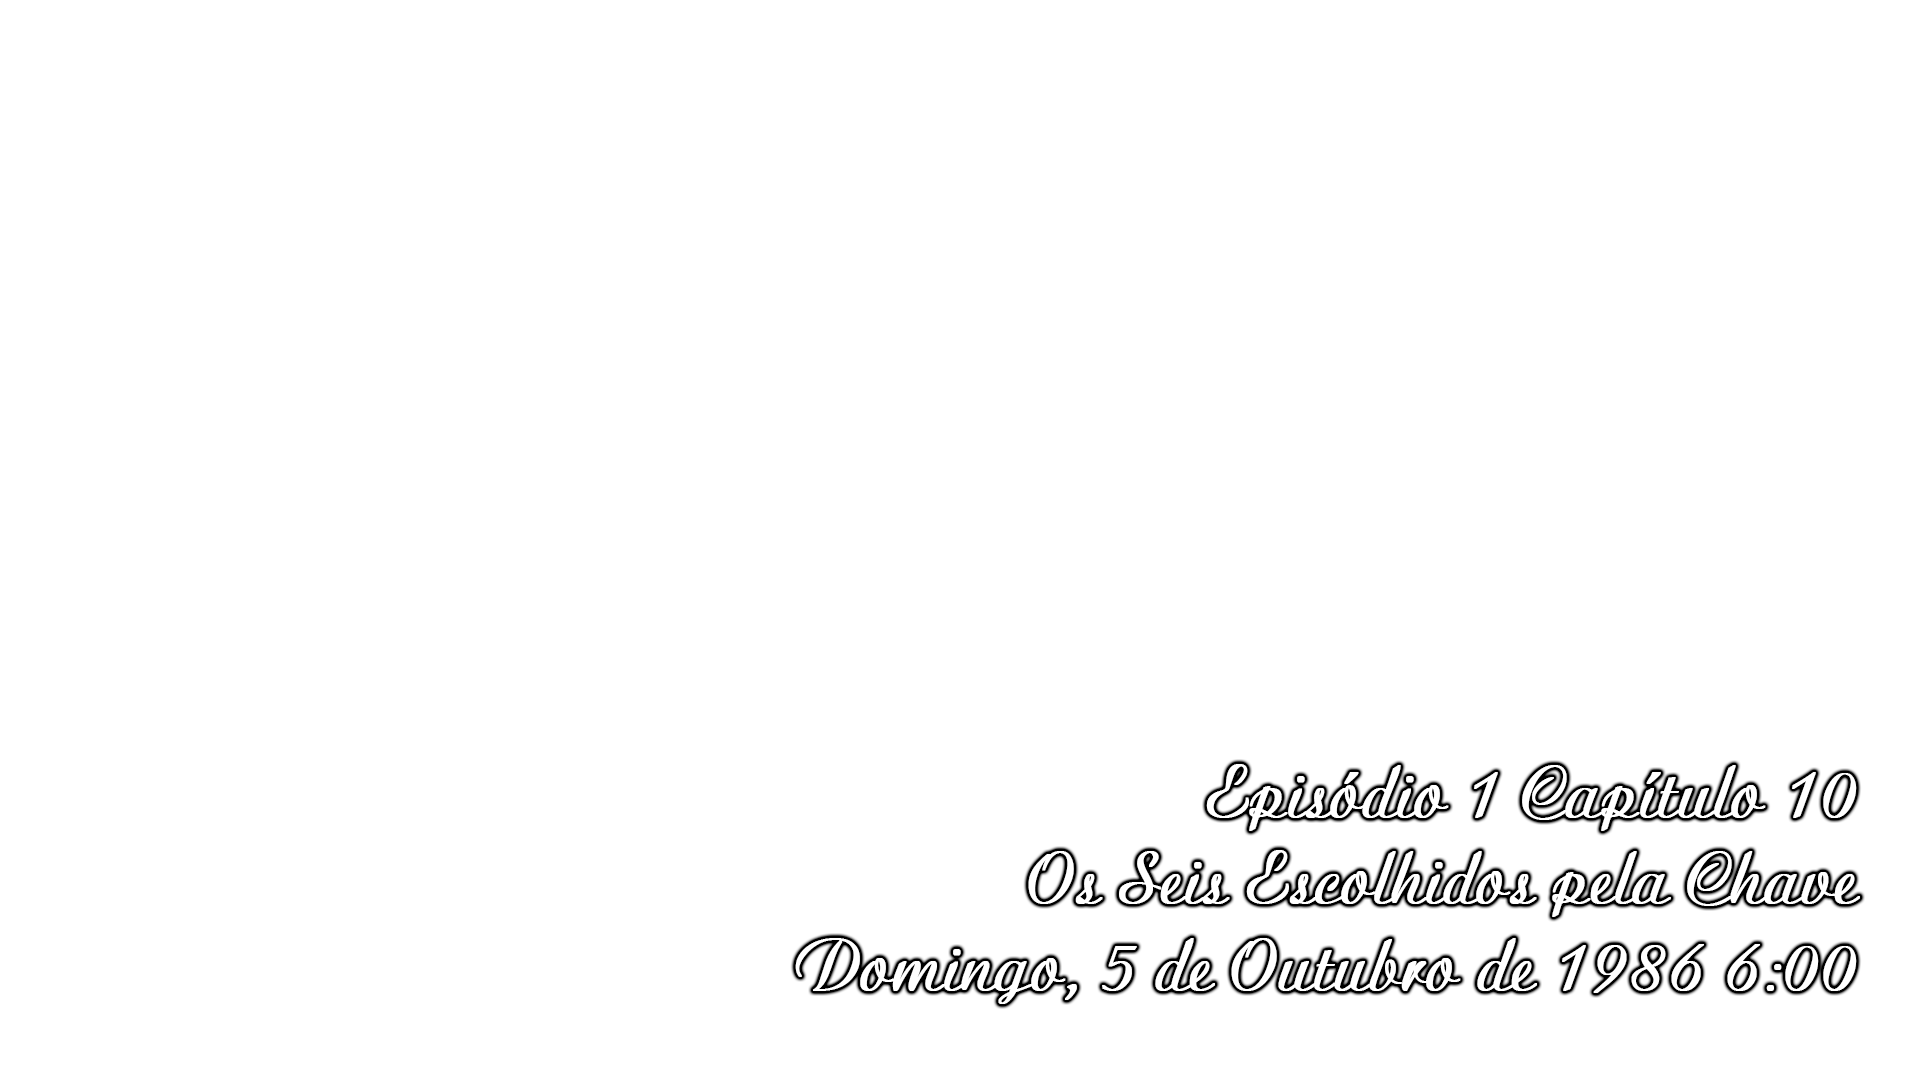 Episódio 1 Capítulo 10
Os Seis Escolhidos pela Chave
Domingo, 5 de Outubro de 1986 6:00